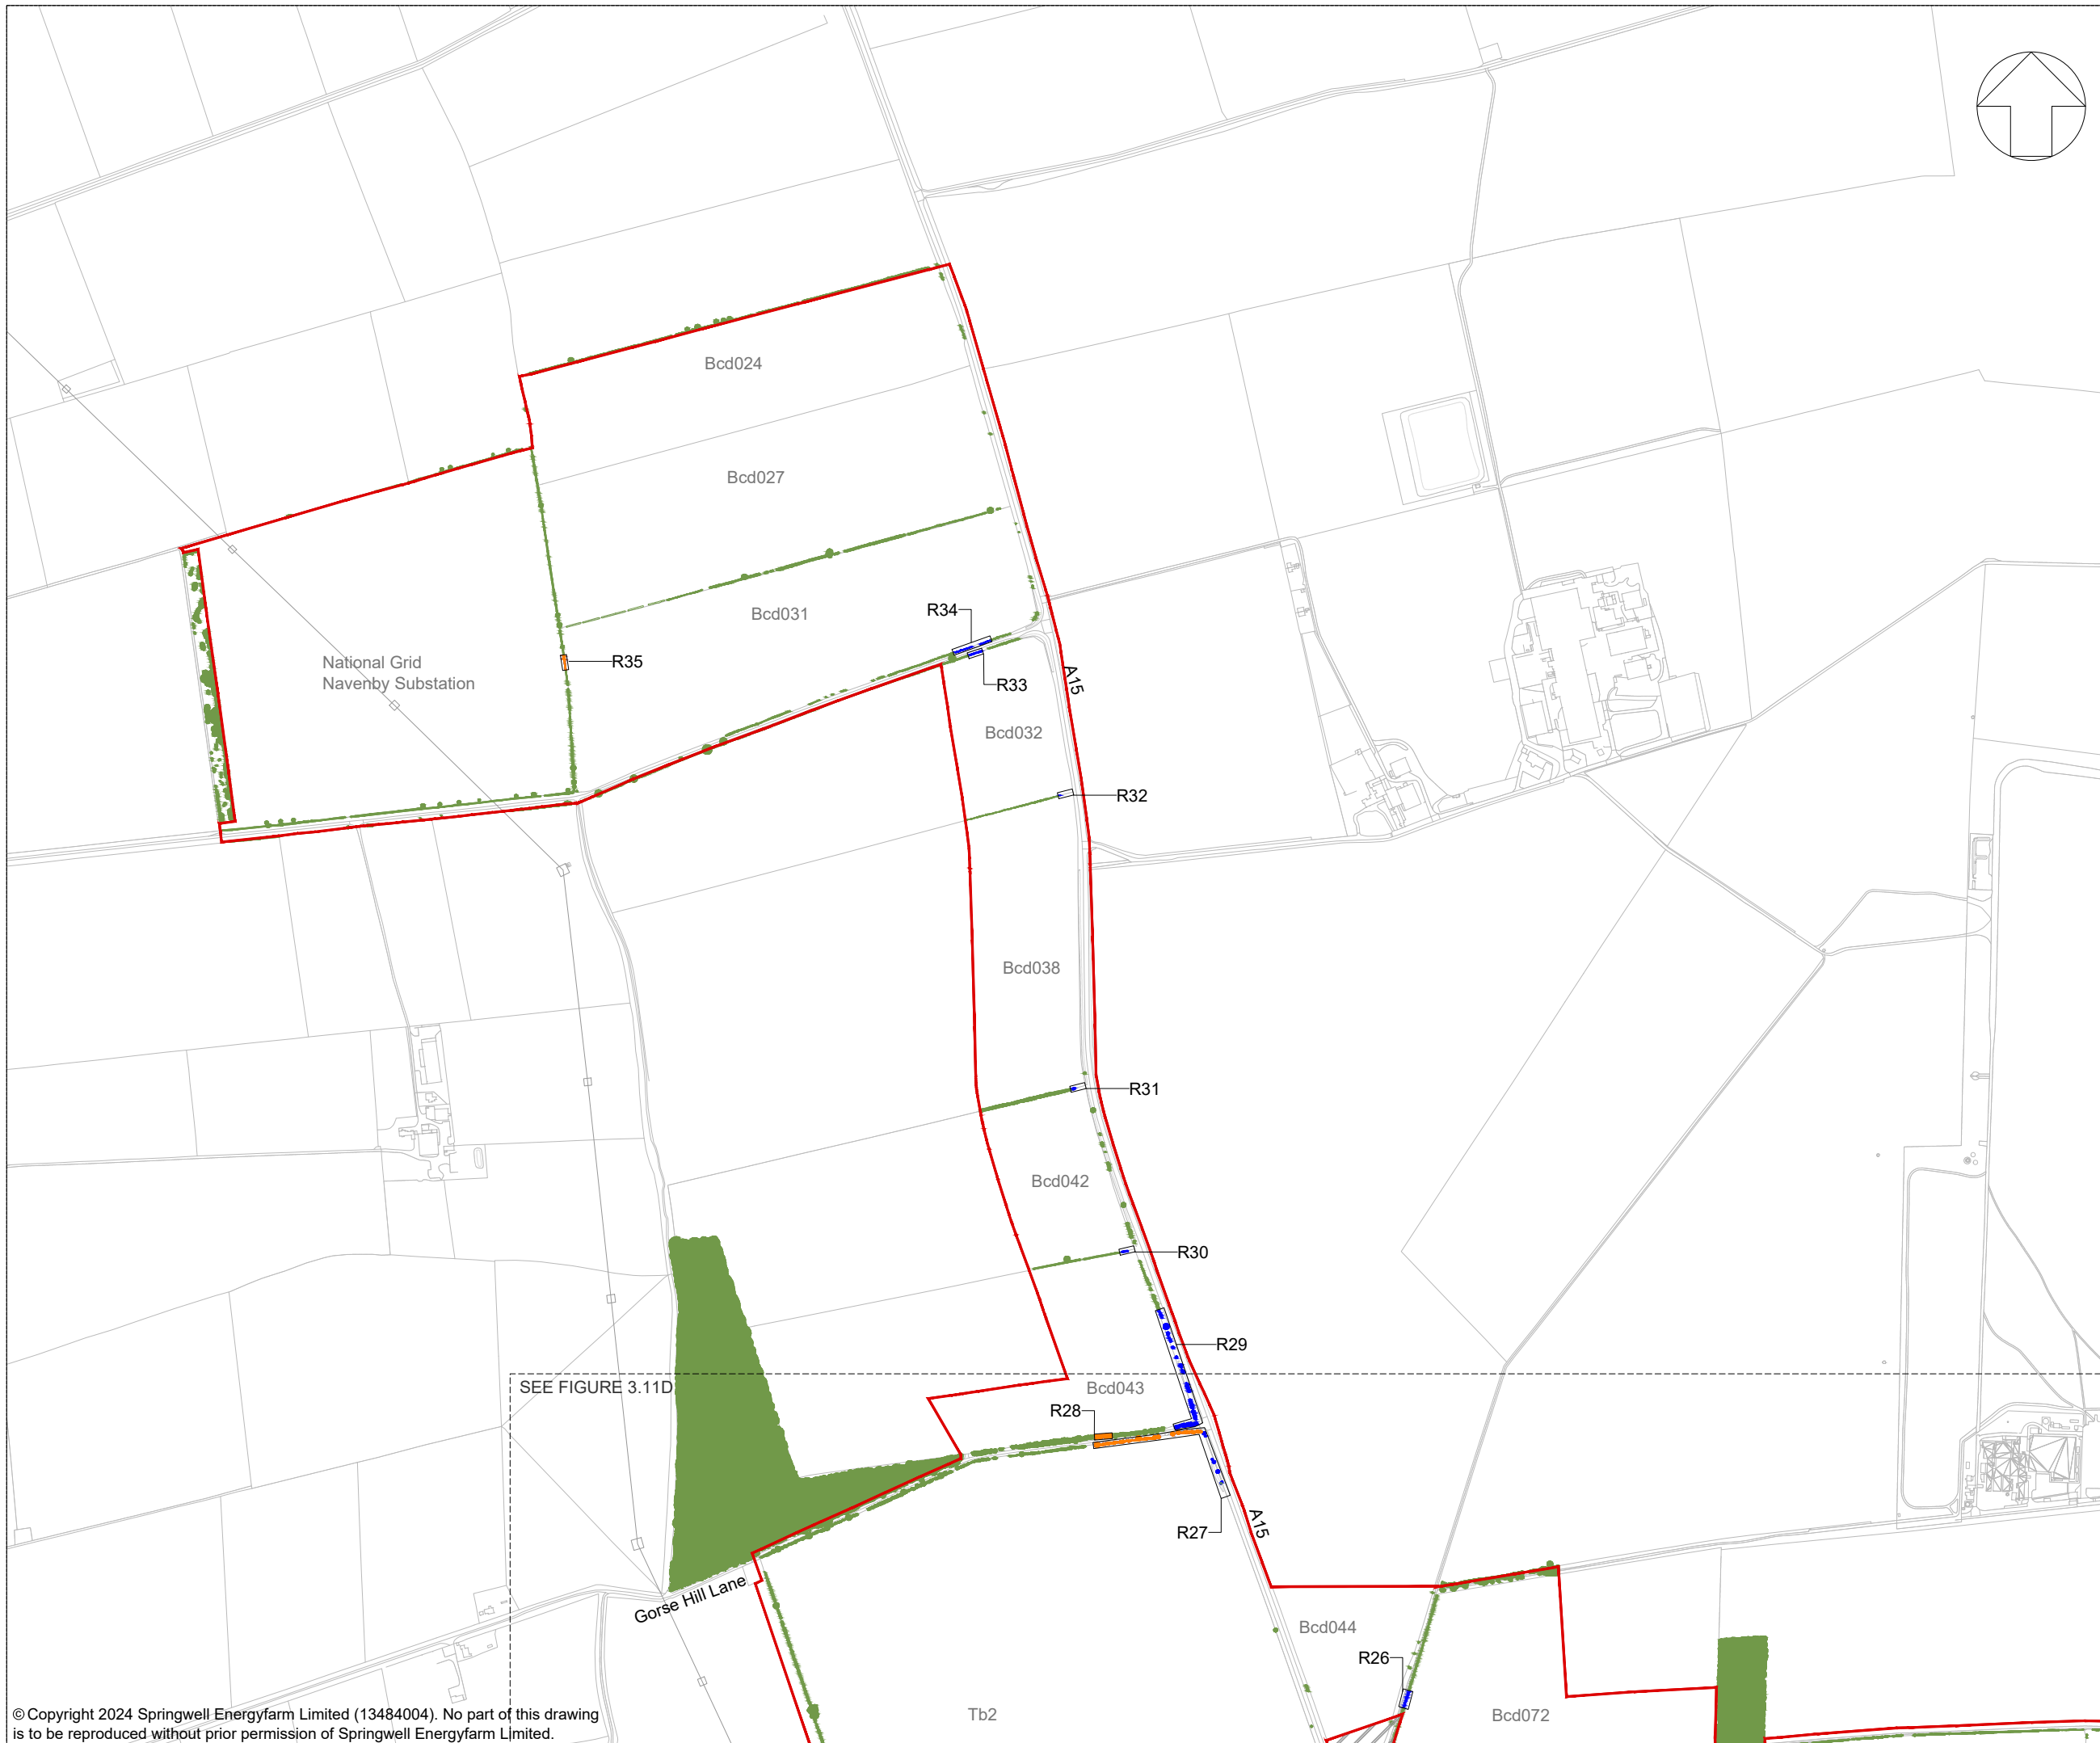 Bcd024
Bcd027
Bcd031
R34
R35
National Grid
Navenby Substation
R33
A15
Bcd032
R32
Bcd038
R31
Bcd042
R30
R29
SEE FIGURE 3.11D
Bcd043
R28
R27
A15
Gorse Hill Lane
Bcd044
R26
Tb2
Bcd072
© Copyright 2024 Springwell Energyfarm Limited (13484004). No part of this drawing
is to be reproduced without prior permission of Springwell Energyfarm Limited.